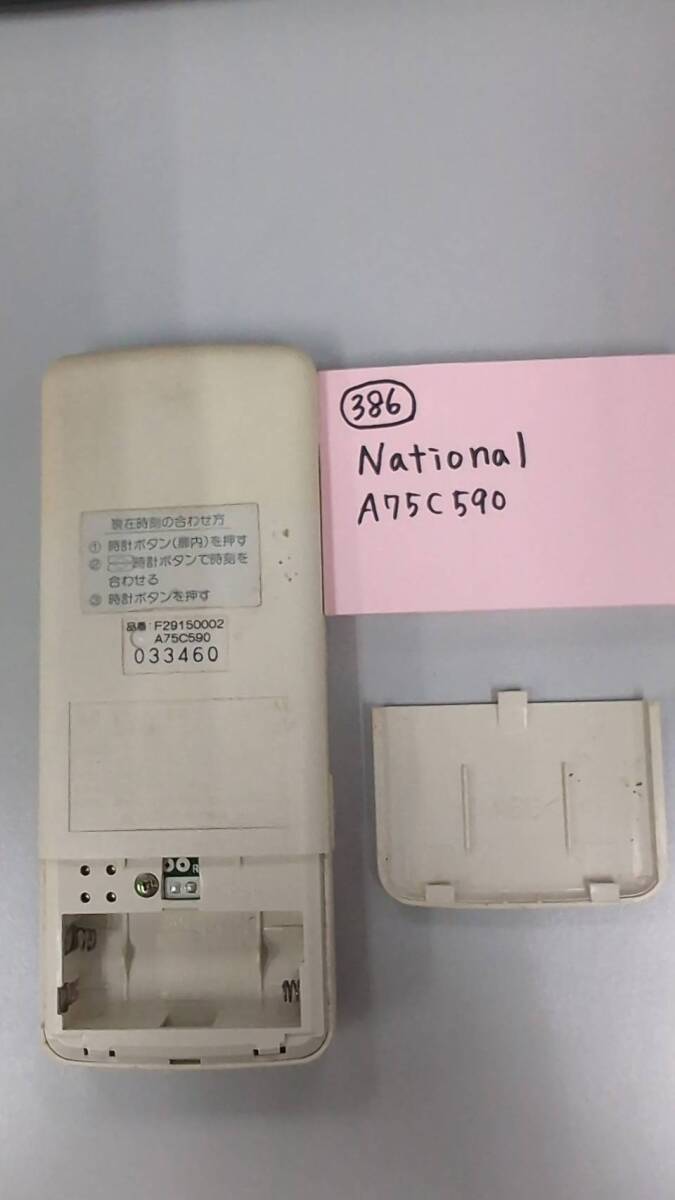 現在時刻の合わせ方
① 時計ボタン(扉内)を押す
② 時計ボタンで時刻を
合わせる
③ 時計ボタンを押す
品番:F29150002
A75C590
033460
386
National
A75C590